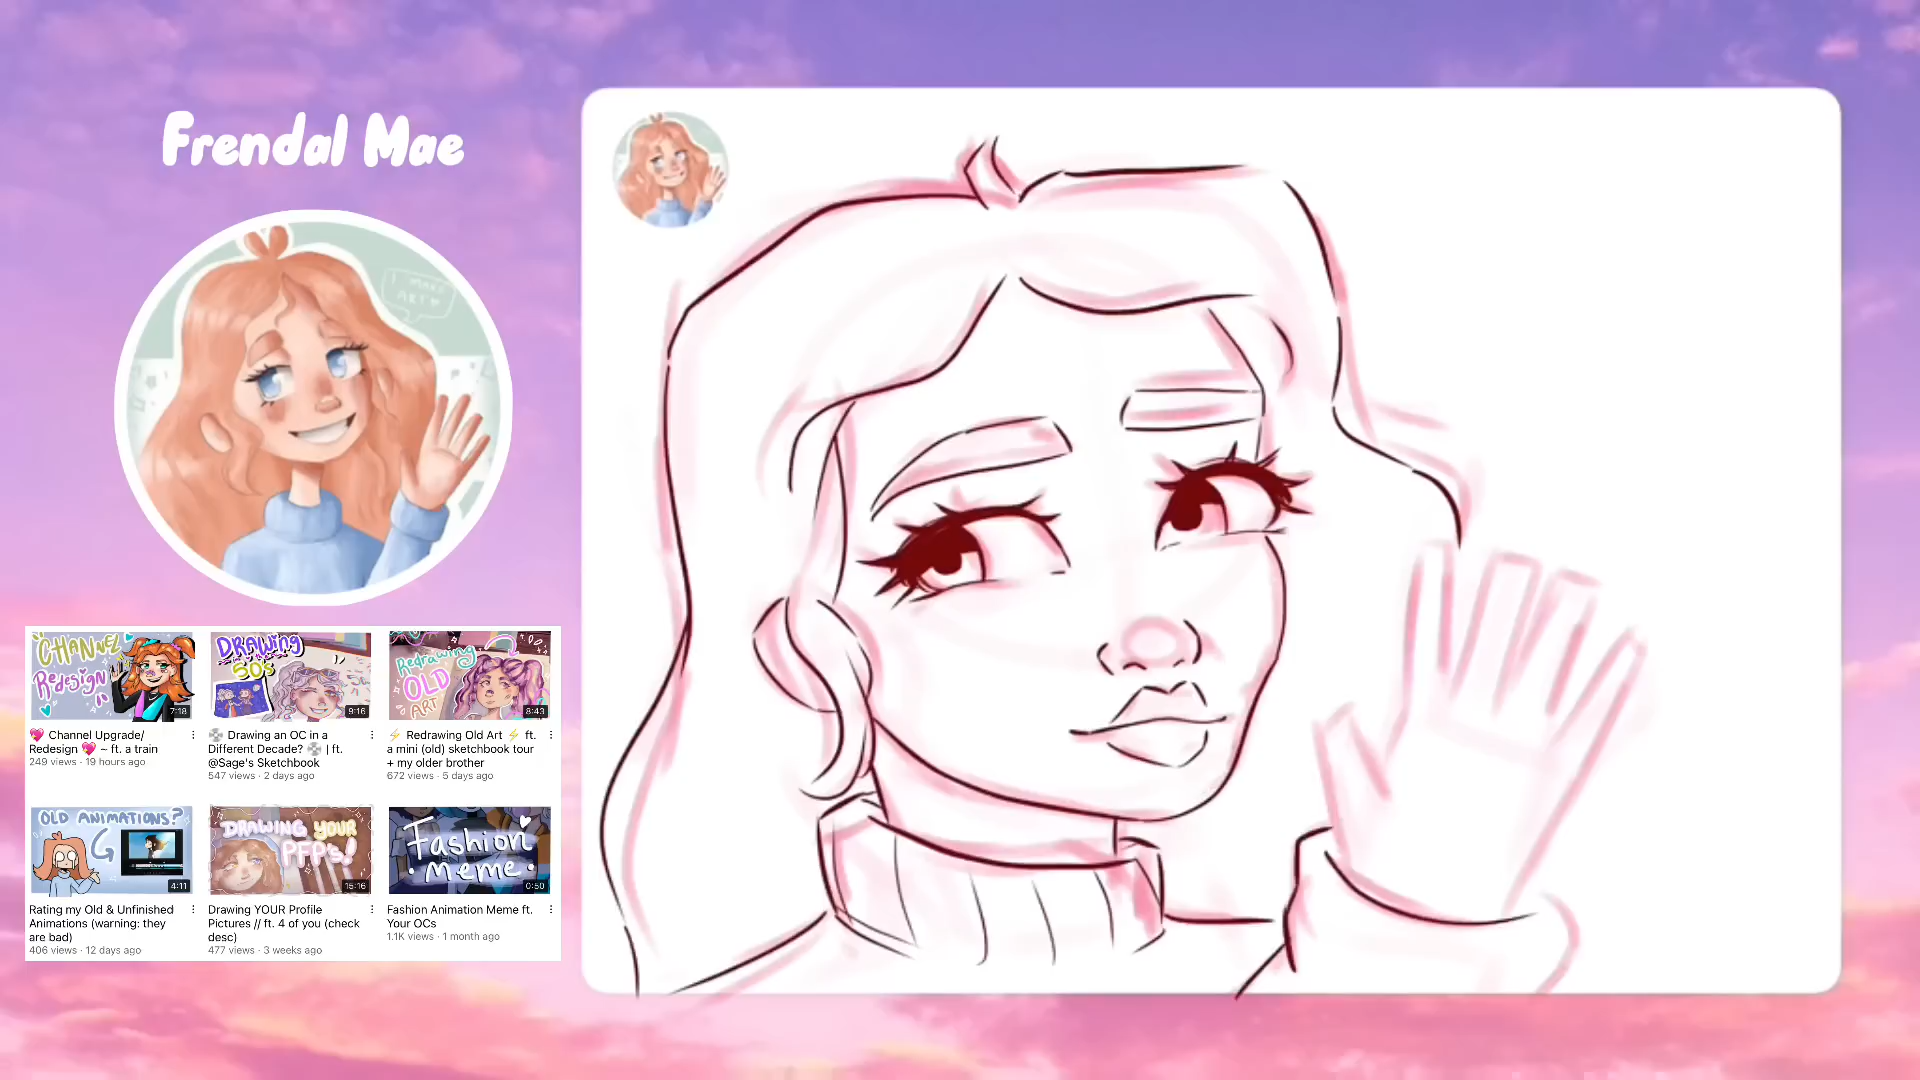 Frendal Mae
I MAKE
ART
CHANNEL
Redesign
7:18
DRAWING
50's
9:16
Redrawing
OLD
ART
8:43
💖 Channel Upgrade/
Redesign 💖 ~ ft. a train
249 views · 19 hours ago
Drawing an OC in a
Different Decade? | ft.
@Sage's Sketchbook
547 views · 2 days ago
⚡ Redrawing Old Art ⚡ ft.
a mini (old) sketchbook tour
+ my older brother
672 views · 5 days ago
OLD ANIMATIONS?
4:11
DRAWING YOUR
PFP's!
15:16
Fashion
meme
0:50
Rating my Old & Unfinished
Animations (warning: they
are bad)
406 views · 12 days ago
Drawing YOUR Profile
Pictures // ft. 4 of you (check
desc)
477 views · 3 weeks ago
Fashion Animation Meme ft.
Your OCs
1.1K views · 1 month ago